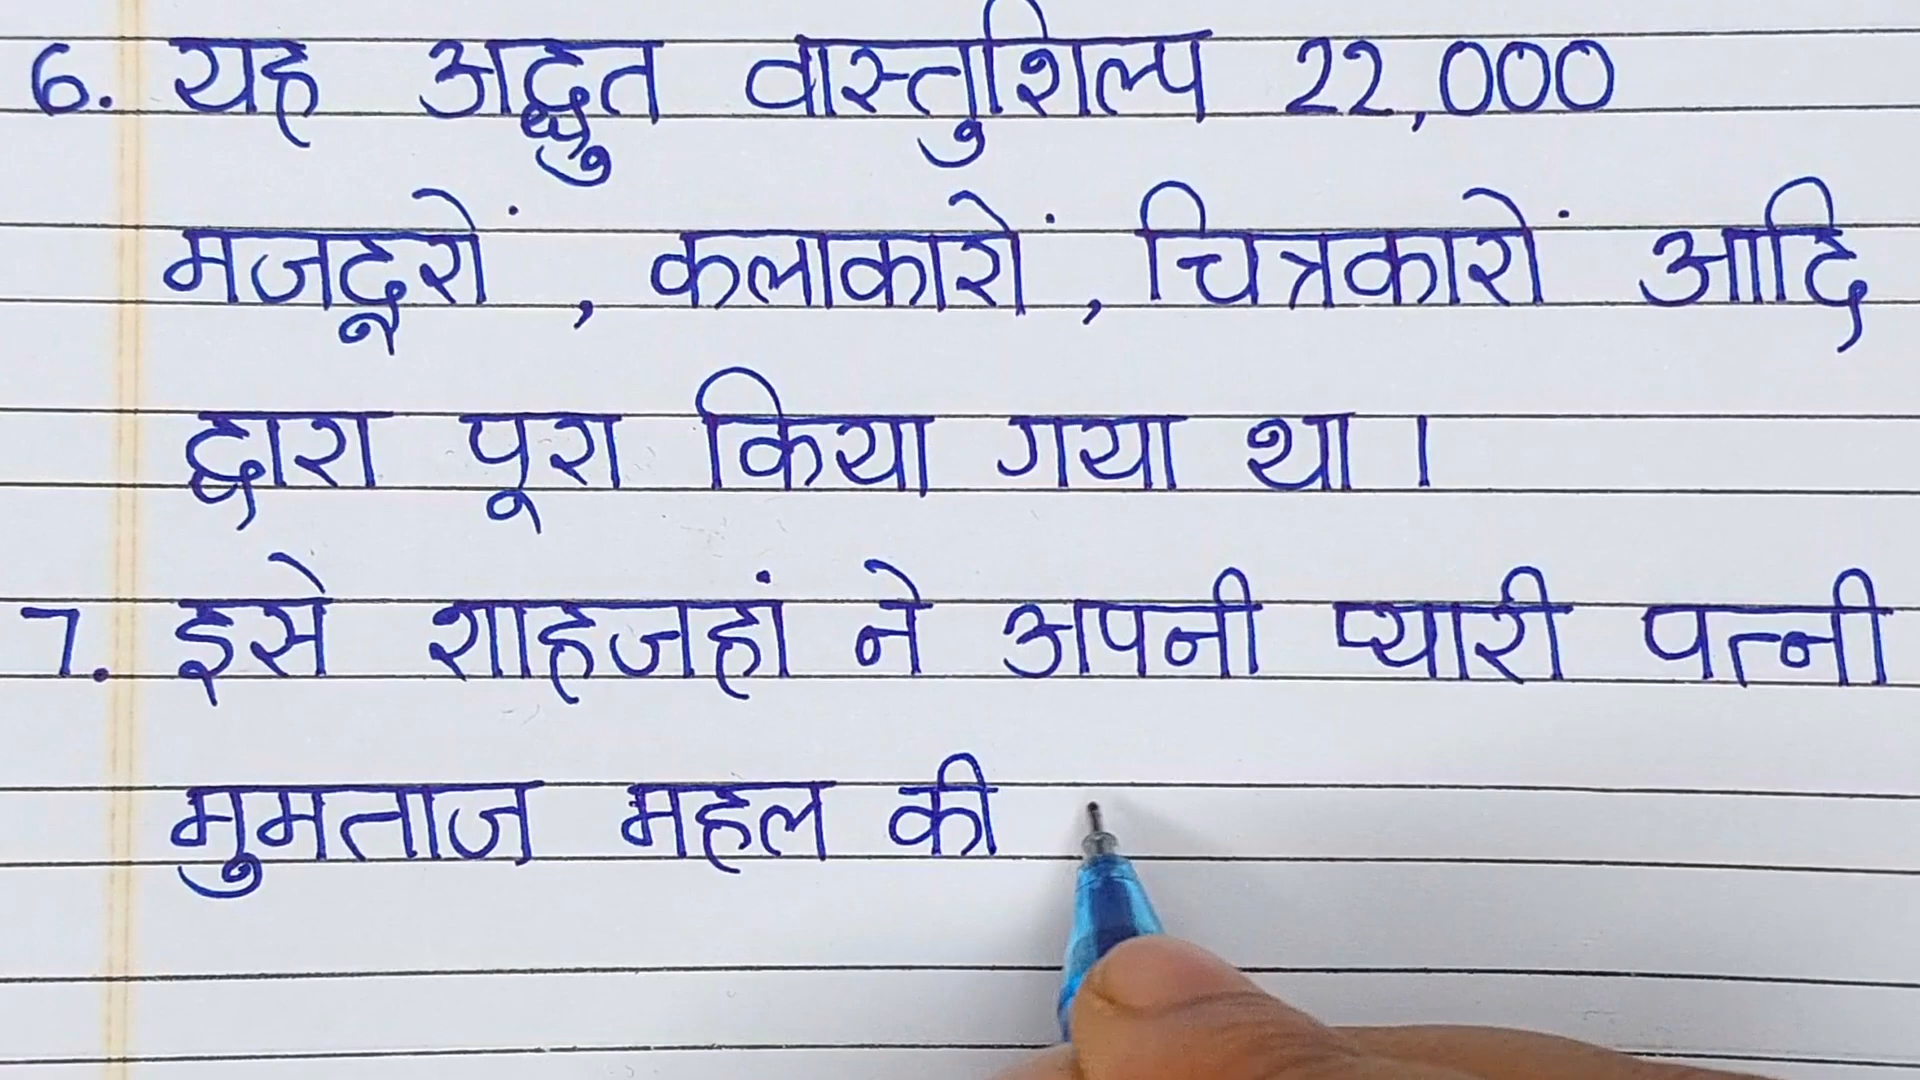 6. यह अद्भुत वास्तुशिल्प 22,000
मजदूरों , कलाकारों , चित्रकारों आदि
द्वारा पूरा किया गया था ।
7. इसे शाहजहां ने अपनी प्यारी पत्नी
मुमताज महल की